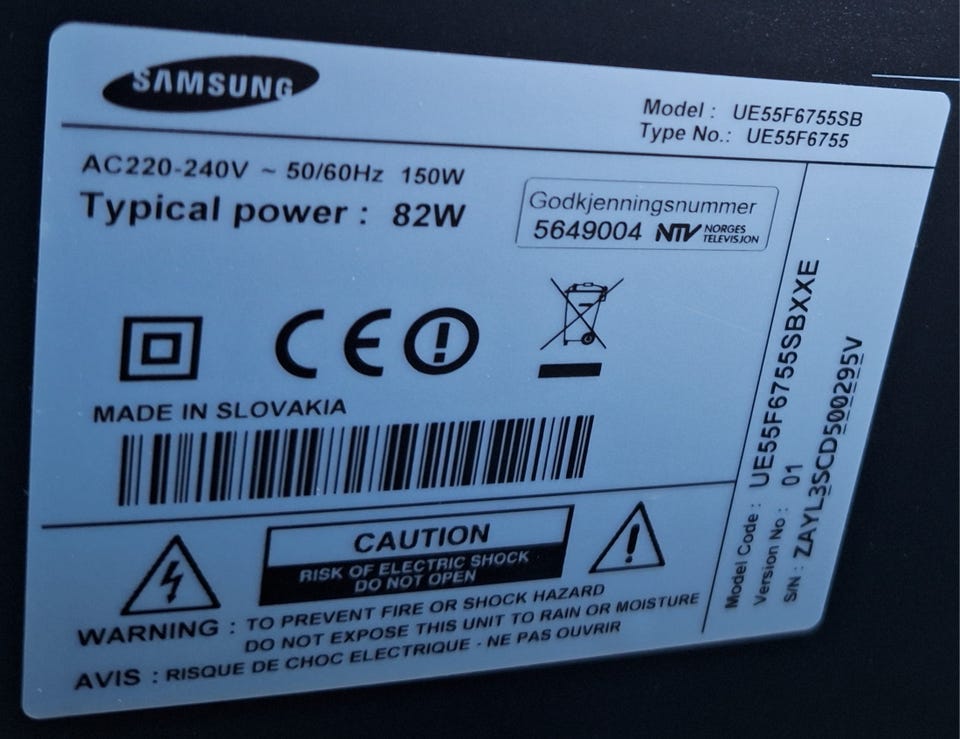 SAMSUNG
Model : UE55F6755SB
Type No.: UE55F6755
AC220-240V ~ 50/60Hz 150W
Typical power : 82W
Godkjenningsnummer
5649004 NTV NORGES TELEVISJON
CE
MADE IN SLOVAKIA
CAUTION
RISK OF ELECTRIC SHOCK
DO NOT OPEN
WARNING : TO PREVENT FIRE OR SHOCK HAZARD
DO NOT EXPOSE THIS UNIT TO RAIN OR MOISTURE
AVIS : RISQUE DE CHOC ELECTRIQUE - NE PAS OUVRIR
Model Code : UE55F6755SBXXE
Version No : 01
S/N : ZAYL3SCD500295V